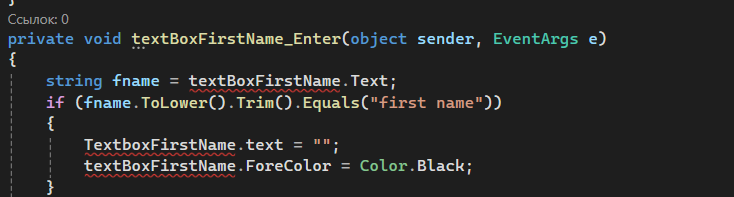 Ссылок: 0
private void textBoxFirstName_Enter(object sender, EventArgs e)
{
string fname = textBoxFirstName.Text;
if (fname.ToLower().Trim().Equals("first name"))
{
TextboxFirstName.text = "";
textBoxFirstName.ForeColor = Color.Black;
}